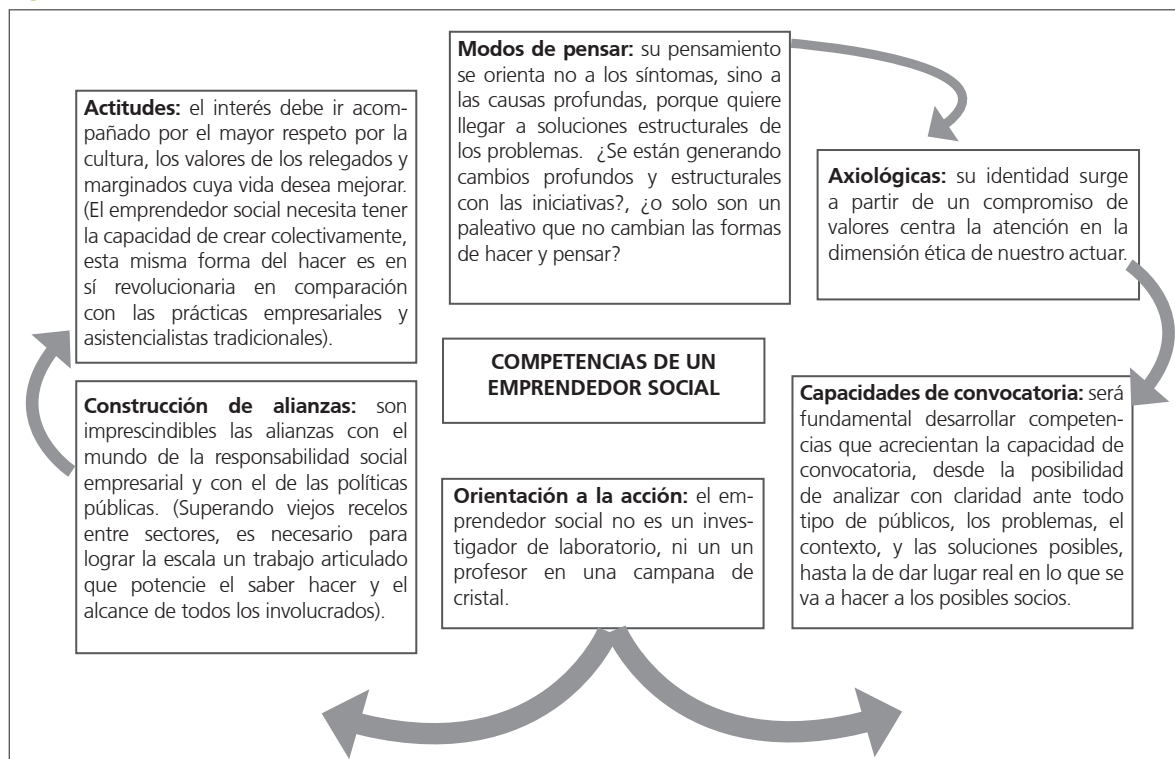 Modos de pensar: su pensamiento
se orienta no a los síntomas, sino a
las causas profundas, porque quiere
llegar a soluciones estructurales de
los problemas. ¿Se están generando
cambios profundos y estructurales
con las iniciativas?, ¿o solo son un
paleativo que no cambian las formas
de hacer y pensar?
Actitudes: el interés debe ir acom-
pañado por el mayor respeto por la
cultura, los valores de los relegados y
marginados cuya vida desea mejorar.
(El emprendedor social necesita tener
la capacidad de crear colectivamente,
esta misma forma del hacer es en
sí revolucionaria en comparación
con las prácticas empresariales y
asistencialistas tradicionales).
Axiológicas: su identidad surge
a partir de un compromiso de
valores centra la atención en la
dimensión ética de nuestro actuar.
COMPETENCIAS DE UN
EMPRENDEDOR SOCIAL
Construcción de alianzas: son
imprescindibles las alianzas con el
mundo de la responsabilidad social
empresarial y con el de las políticas
públicas. (Superando viejos recelos
entre sectores, es necesario para
lograr la escala un trabajo articulado
que potencie el saber hacer y el
alcance de todos los involucrados).
Capacidades de convocatoria: será
fundamental desarrollar competen-
cias que acrecientan la capacidad de
convocatoria, desde la posibilidad
de analizar con claridad ante todo
tipo de públicos, los problemas, el
contexto, y las soluciones posibles,
hasta la de dar lugar real en lo que se
va a hacer a los posibles socios.
Orientación a la acción: el em-
prendedor social no es un inves-
tigador de laboratorio, ni un un
profesor en una campana de
cristal.